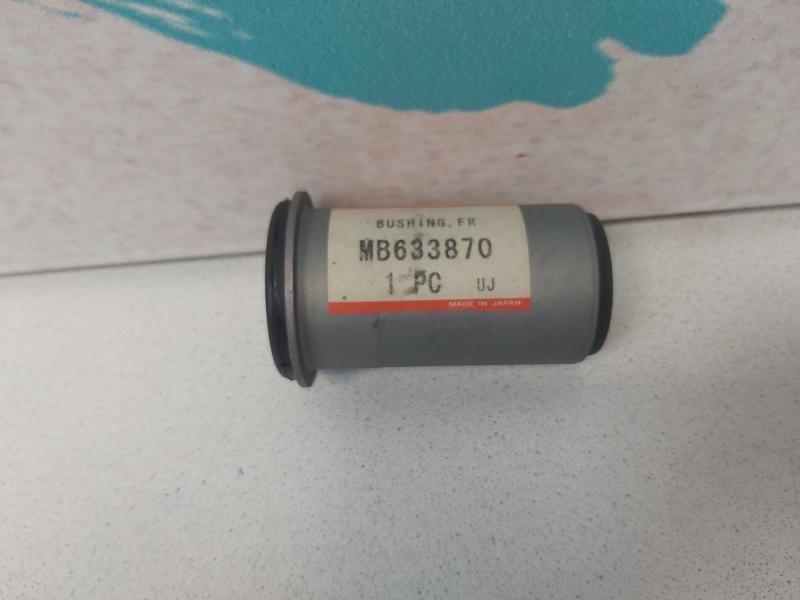 BUSHING, FR
MB633870
1 PC UJ
MADE IN JAPAN